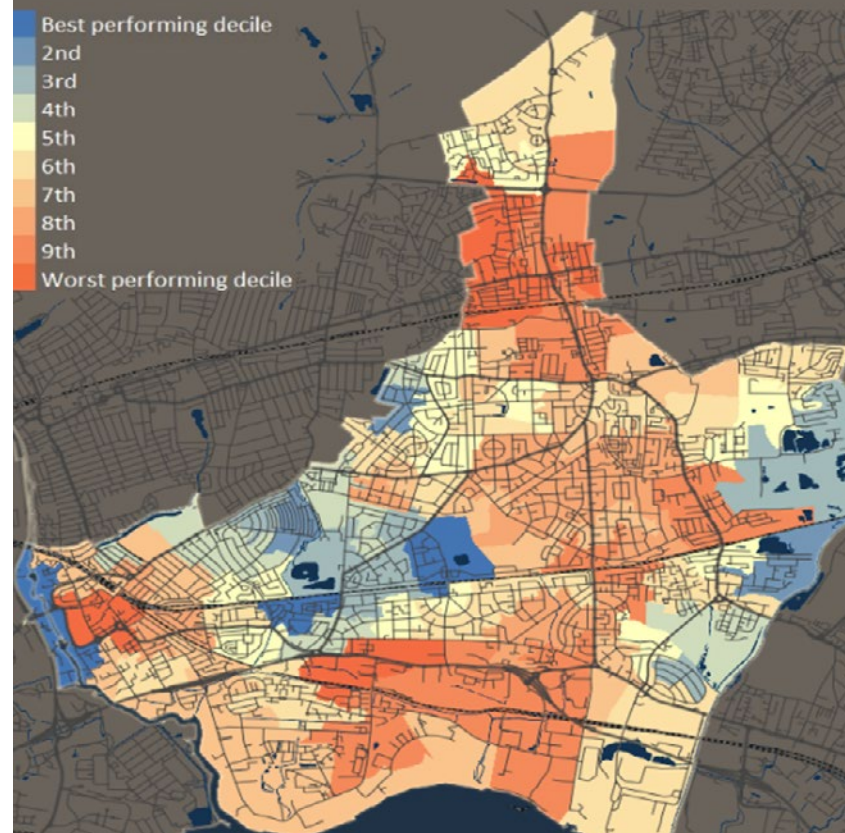 Best performing decile
2nd
3rd
4th
5th
6th
7th
8th
9th
Worst performing decile